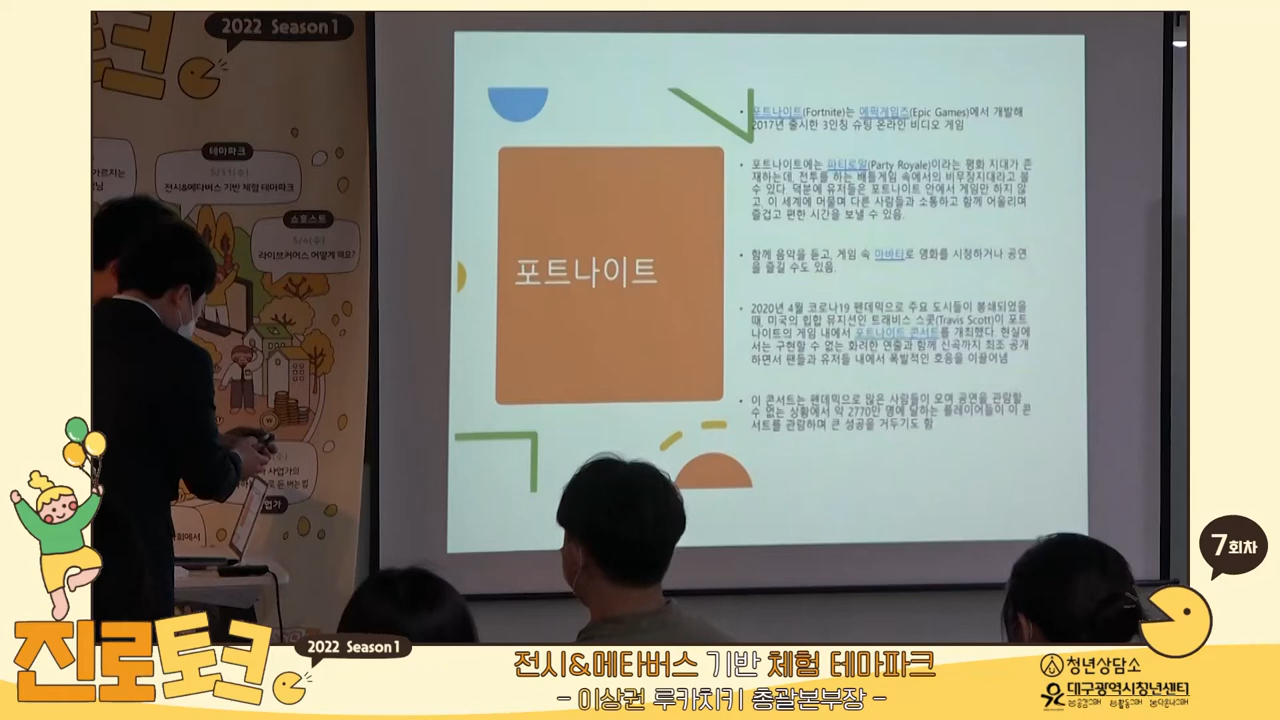 2022 Season1
테마파크
전시&메타버스 기반 체험 테마파크
쇼호스트
라이브커머스 어떻게 해요?
포트나이트
• 포트나이트(Fortnite)는 에픽게임즈(Epic Games)에서 개발해
2017년 출시한 3인칭 슈팅 온라인 비디오 게임
• 포트나이트에는 파티로얄(Party Royale)이라는 평화 지대가 존
재하는데, 전투를 하는 배틀게임 속에서의 비무장지대라고 볼
수 있다. 덕분에 유저들은 포트나이트 안에서 게임만 하지 않
고, 이 세계에 머물며 다른 사람들과 소통하고 함께 어울리며
즐겁고 편한 시간을 보낼 수 있음.
• 함께 음악을 듣고, 게임 속 아바타로 영화를 시청하거나 공연
을 즐길 수도 있음.
• 2020년 4월 코로나19 팬데믹으로 주요 도시들이 봉쇄되었을
때, 미국의 힙합 뮤지션인 트래비스 스콧(Travis Scott)이 포트
나이트의 게임 내에서 포트나이트 콘서트를 개최했다. 현실에
서는 구현할 수 없는 화려한 연출과 함께 신곡까지 최초 공개
하면서 팬들과 유저들 내에서 폭발적인 호응을 이끌어냄
• 이 콘서트는 팬데믹으로 많은 사람들이 모여 공연을 관람할
수 없는 상황에서 약 2770만 명에 달하는 플레이어들이 이 콘
서트를 관람하며 큰 성공을 거두기도 함
7회차
진로토크
2022 Season1
전시&메타버스 기반 체험 테마파크
- 이상권 루카치키 총괄본부장 -
청년상담소
대구광역시청년센터